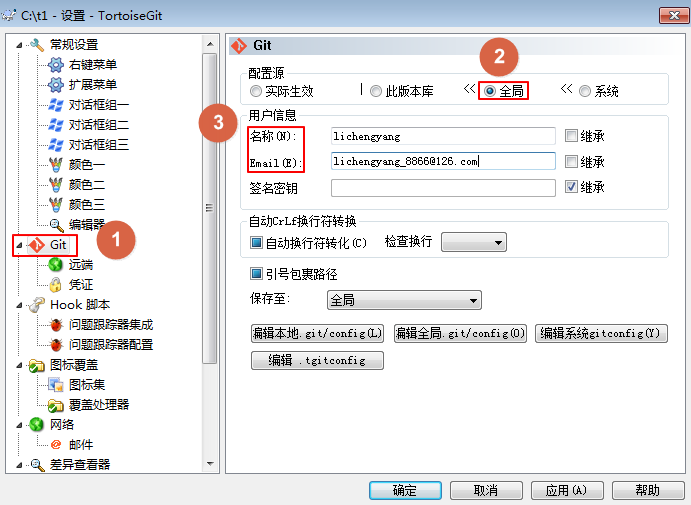 C:\t1 - 设置 - TortoiseGit
常规设置
右键菜单
扩展菜单
对话框组一
对话框组二
对话框组三
颜色一
颜色二
颜色三
编辑器
Git
1
远端
凭证
Hook 脚本
问题跟踪器集成
问题跟踪器配置
图标覆盖
图标集
覆盖处理器
网络
邮件
差异查看器
Git
2
配置源
实际生效 | 此版本库 << 全局 << 系统
3
用户信息
名称(N): lichengyang 继承
Email(E): lichengyang_8866@126.com 继承
签名密钥 继承
自动CrLf换行符转换
自动换行符转化(C) 检查换行
引号包裹路径
保存至: 全局
编辑本地.git/config(L) 编辑全局.git/config(O) 编辑系统gitconfig(Y)
编辑 .tgitconfig
确定 取消 应用(A) 帮助